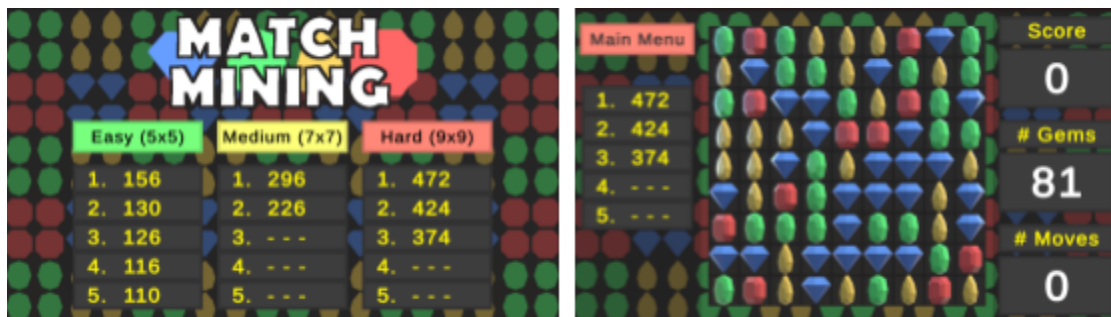 MATCH
MINING
Easy (5x5)
Medium (7x7)
Hard (9x9)
1. 156
2. 130
3. 126
4. 116
5. 110
1. 296
2. 226
3. ---
4. ---
5. ---
1. 472
2. 424
3. 374
4. ---
5. ---
Main Menu
1. 472
2. 424
3. 374
4. ---
5. ---
Score
0
# Gems
81
# Moves
0